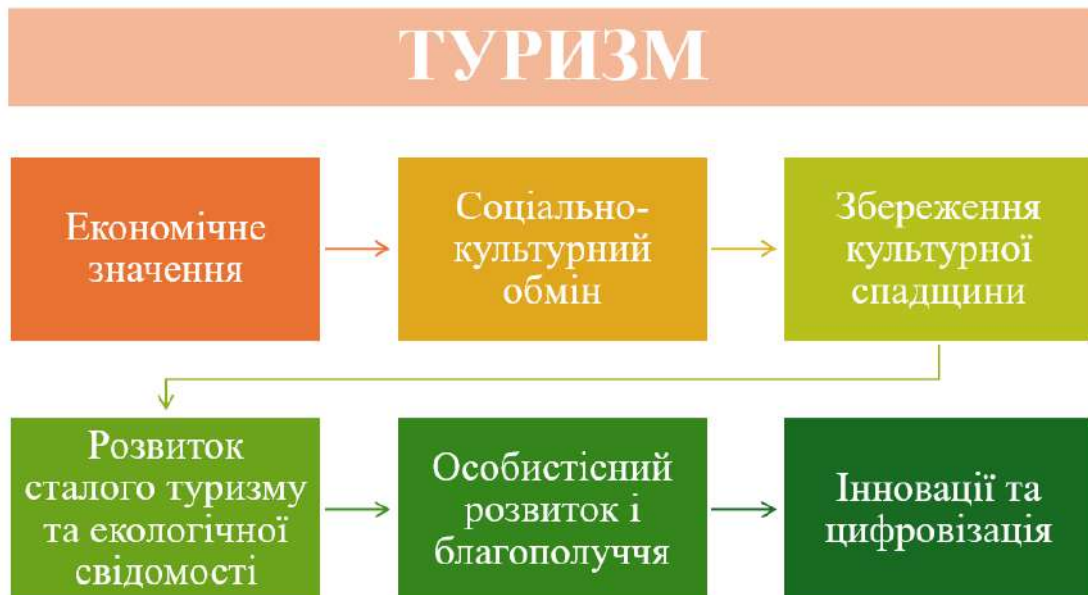 ТУРИЗМ
Економічне
значення
Соціально-
культурний
обмін
Збереження
культурної
спадщини
Розвиток
сталого туризму
та екологічної
свідомості
Особистісний
розвиток і
благополуччя
Інновації та
цифровізація